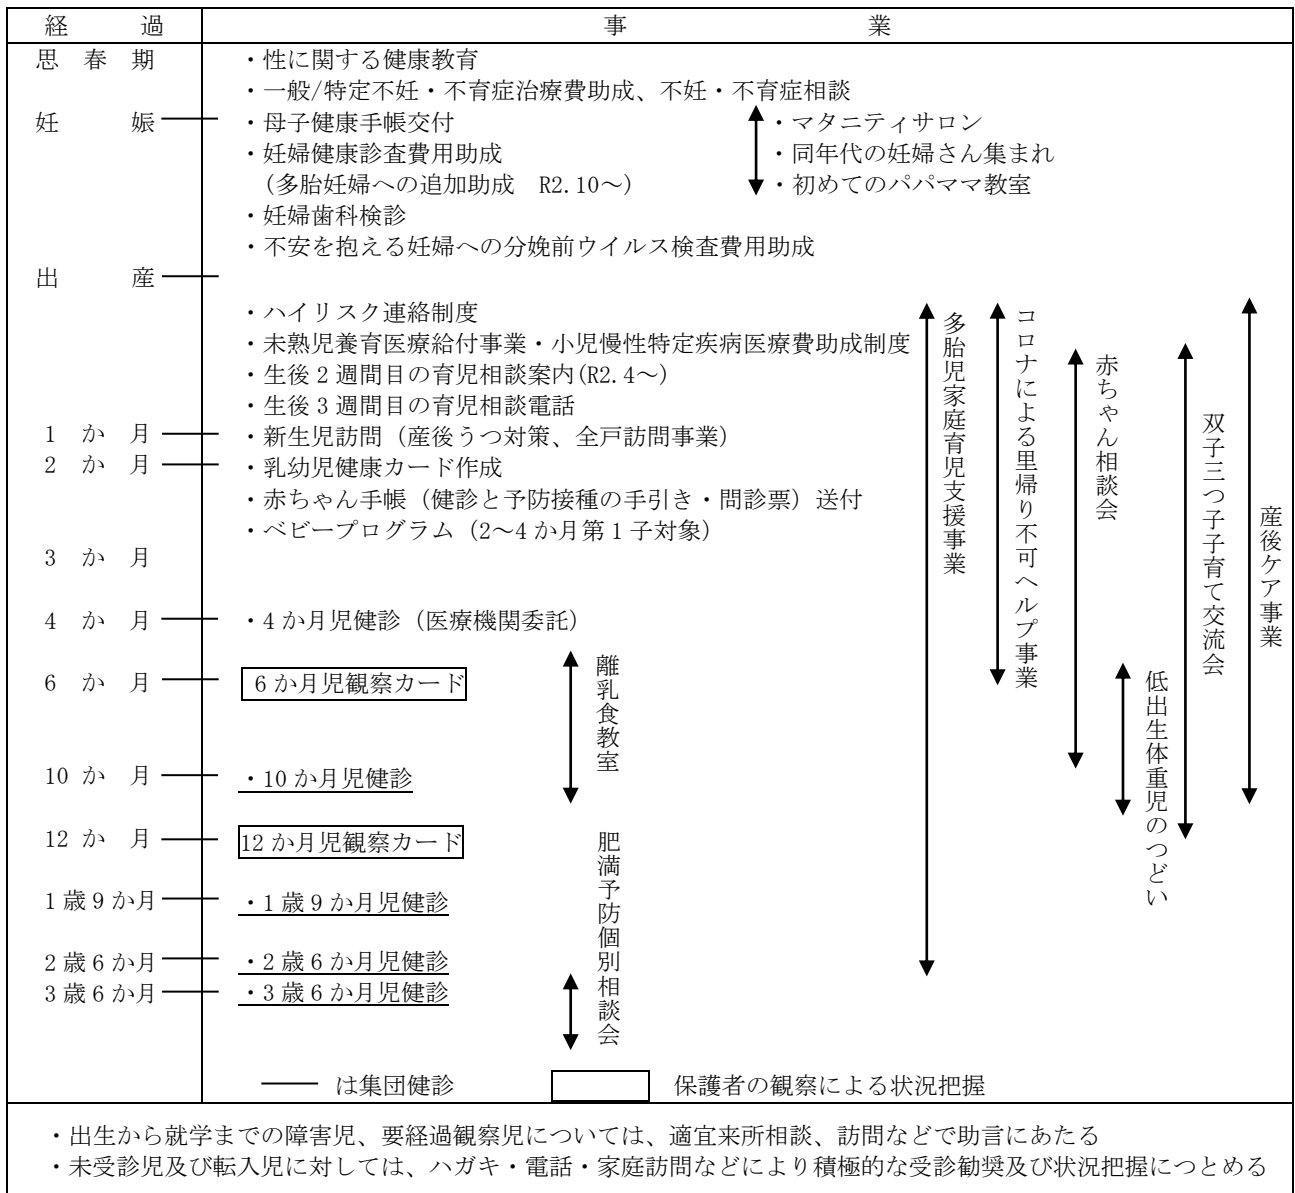 経　過　事　業
思春期　・性に関する健康教育
・一般/特定不妊・不育症治療費助成、不妊・不育症相談
妊娠　・母子健康手帳交付　・マタニティサロン
・妊婦健康診査費用助成　・同年代の妊婦さん集まれ
(多胎妊婦への追加助成　R2.10～)　・初めてのパパママ教室
・妊婦歯科検診
・不安を抱える妊婦への分娩前ウイルス検査費用助成
出産
・ハイリスク連絡制度
・未熟児養育医療給付事業・小児慢性特定疾病医療費助成制度
・生後2週間目の育児相談案内(R2.4～)
・生後3週間目の育児相談電話
1か月　・新生児訪問（産後うつ対策、全戸訪問事業）
2か月　・乳幼児健康カード作成
・赤ちゃん手帳（健診と予防接種の手引き・問診票）送付
・ベビープログラム（2～4か月第1子対象）
3か月
4か月　・4か月児健診（医療機関委託）
6か月　6か月児観察カード
10か月　・10か月児健診
12か月　12か月児観察カード
1歳9か月　・1歳9か月児健診
2歳6か月　・2歳6か月児健診
3歳6か月　・3歳6か月児健診
離乳食教室
肥満予防個別相談会
多胎児家庭育児支援事業
コロナによる里帰り不可ヘルプ事業
赤ちゃん相談会
低出生体重児のつどい
双子三つ子子育て交流会
産後ケア事業
は集団健診　保護者の観察による状況把握
・出生から就学までの障害児、要経過観察児については、適宜来所相談、訪問などで助言にあたる
・未受診児及び転入児に対しては、ハガキ・電話・家庭訪問などにより積極的な受診勧奨及び状況把握につとめる